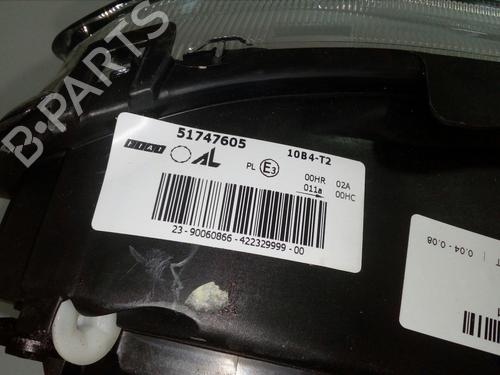 B-PARTS
51747605
FIAT
AL
10B4-T2
PL E3
00HR 02A
011a 00HC
23-90060866-422329999-00
0.04-0.08